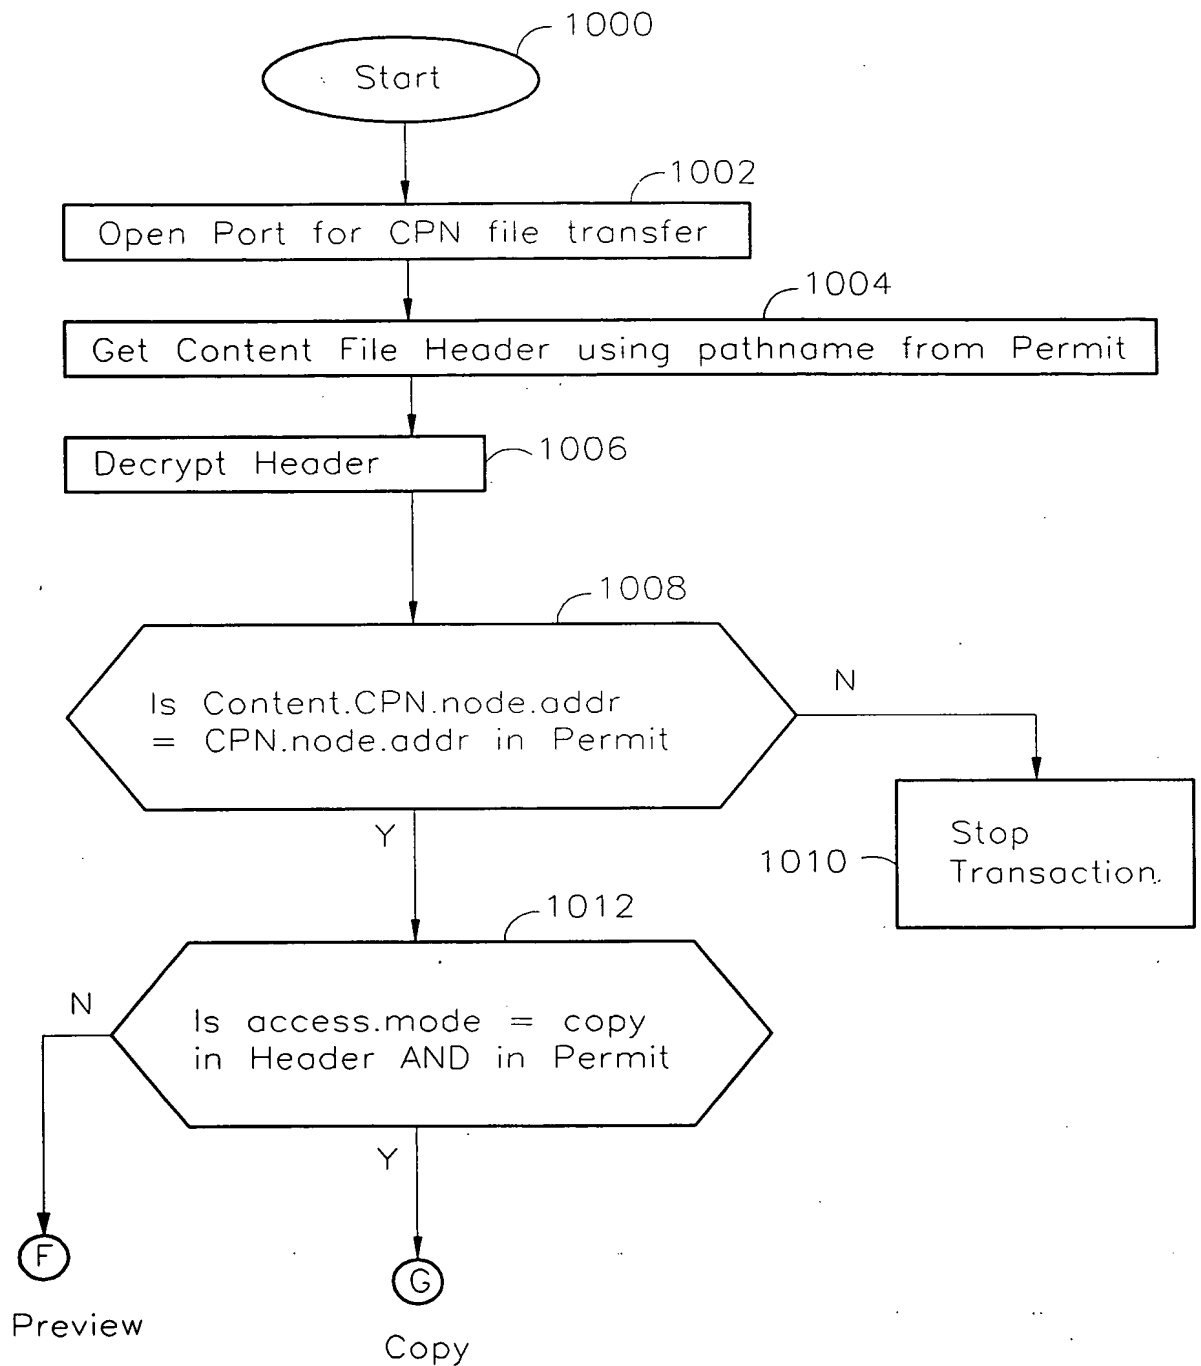 1000
Start
1002
Open Port for CPN file transfer
1004
Get Content File Header using pathname from Permit
1006
Decrypt Header
1008
Is Content.CPN.node.addr
= CPN.node.addr in Permit
N
Y
1010
Stop
Transaction
1012
N
Is access.mode = copy
in Header AND in Permit
Y
F
Preview
G
Copy